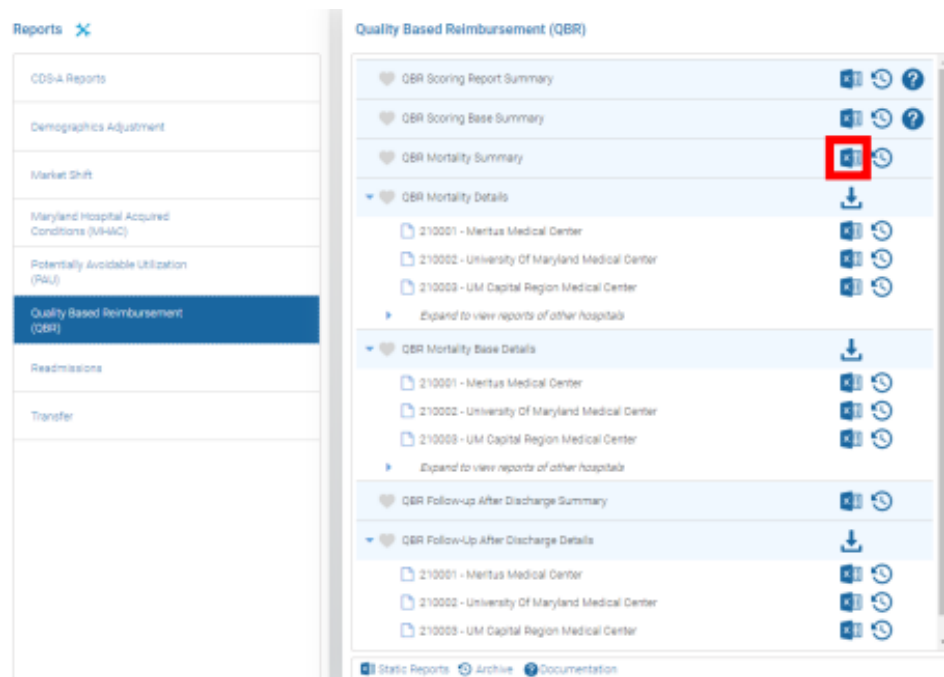 Reports
CDS-A Reports
Demographics Adjustment
Market Shift
Maryland Hospital Acquired
Conditions (MHAC)
Potentially Avoidable Utilization
(PAU)
Quality Based Reimbursement
(QBR)
Readmissions
Transfer
Quality Based Reimbursement (QBR)
QBR Scoring Report Summary
QBR Scoring Base Summary
QBR Mortality Summary
QBR Mortality Details
210001 - Meritus Medical Center
210002 - University Of Maryland Medical Center
210003 - UM Capital Region Medical Center
Expand to view reports of other hospitals
QBR Mortality Base Details
210001 - Meritus Medical Center
210002 - University Of Maryland Medical Center
210003 - UM Capital Region Medical Center
Expand to view reports of other hospitals
QBR Follow-up After Discharge Summary
QBR Follow-Up After Discharge Details
210001 - Meritus Medical Center
210002 - University Of Maryland Medical Center
210003 - UM Capital Region Medical Center
Static Reports Archive Documentation